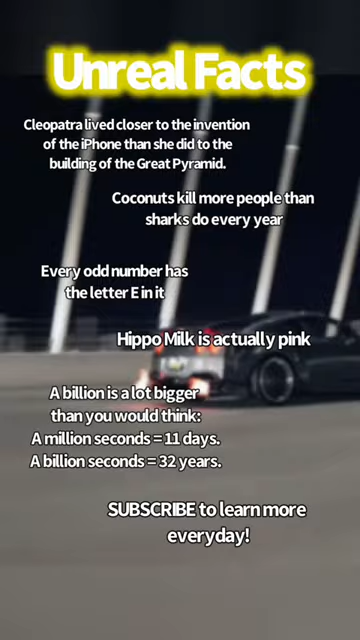 Unreal Facts
Cleopatra lived closer to the invention
of the iPhone than she did to the
building of the Great Pyramid.
Coconuts kill more people than
sharks do every year
Every odd number has
the letter E in it
Hippo Milk is actually pink
A billion is a lot bigger
than you would think:
A million seconds = 11 days.
A billion seconds = 32 years.
SUBSCRIBE to learn more
everyday!